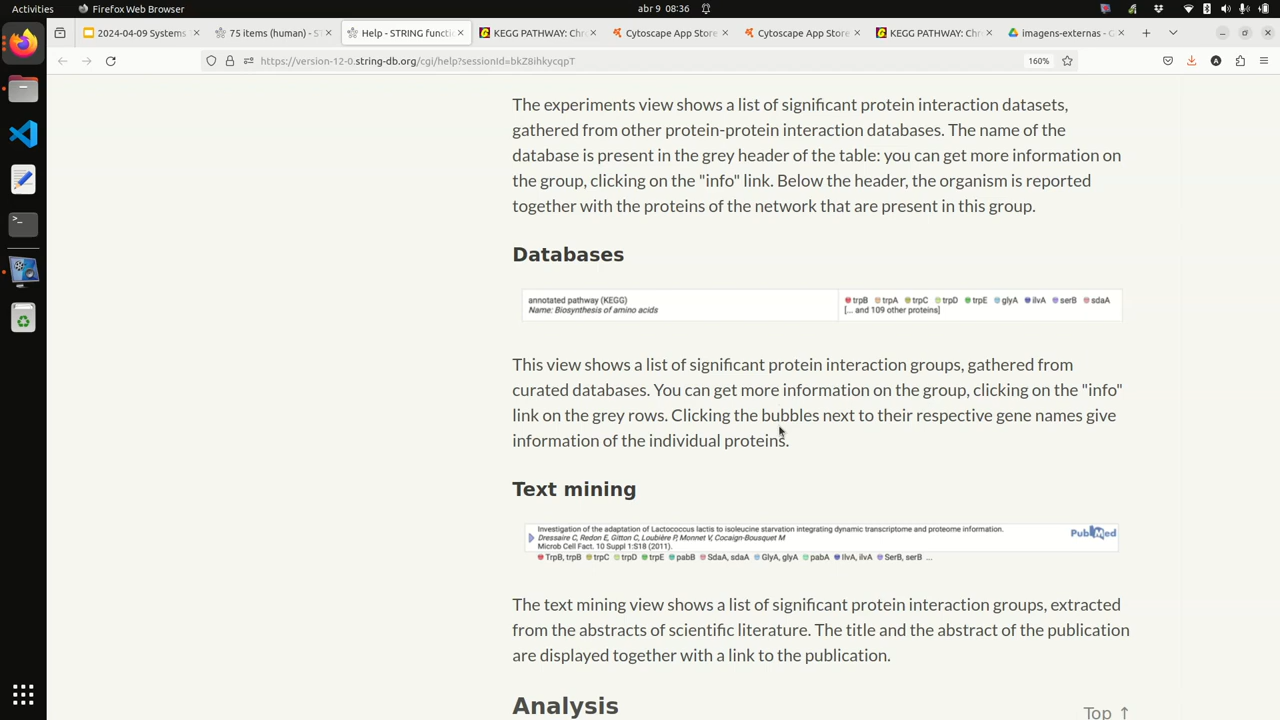 Activities
Firefox Web Browser
abr 9 08:36
2024-04-09 Systems
75 items (human) - ST
Help - STRING functi
KEGG PATHWAY: Chr
Cytoscape App Store
Cytoscape App Store
KEGG PATHWAY: Chr
imagens-externas - G
https://version-12-0.string-db.org/cgi/help?sessionId=bkZ8ihkycqpT
160%
The experiments view shows a list of significant protein interaction datasets,
gathered from other protein-protein interaction databases. The name of the
database is present in the grey header of the table: you can get more information on
the group, clicking on the "info" link. Below the header, the organism is reported
together with the proteins of the network that are present in this group.
Databases
annotated pathway (KEGG)
Name: Biosynthesis of amino acids
trpB trpA trpC trpD trpE glyA ilvA serB sdaA
[... and 109 other proteins]
This view shows a list of significant protein interaction groups, gathered from
curated databases. You can get more information on the group, clicking on the "info"
link on the grey rows. Clicking the bubbles next to their respective gene names give
information of the individual proteins.
Text mining
Investigation of the adaptation of Lactococcus lactis to isoleucine starvation integrating dynamic transcriptome and proteome information.
Dressaire C, Redon E, Gitton C, Loubière P, Monnet V, Cocaign-Bousquet M
Microb Cell Fact. 10 Suppl 1:S18 (2011).
PubMed
TrpB, trpB trpC trpD trpE pabB SdaA, sdaA GlyA, glyA pabA IlvA, ilvA SerB, serB ...
The text mining view shows a list of significant protein interaction groups, extracted
from the abstracts of scientific literature. The title and the abstract of the publication
are displayed together with a link to the publication.
Analysis
Top ↑